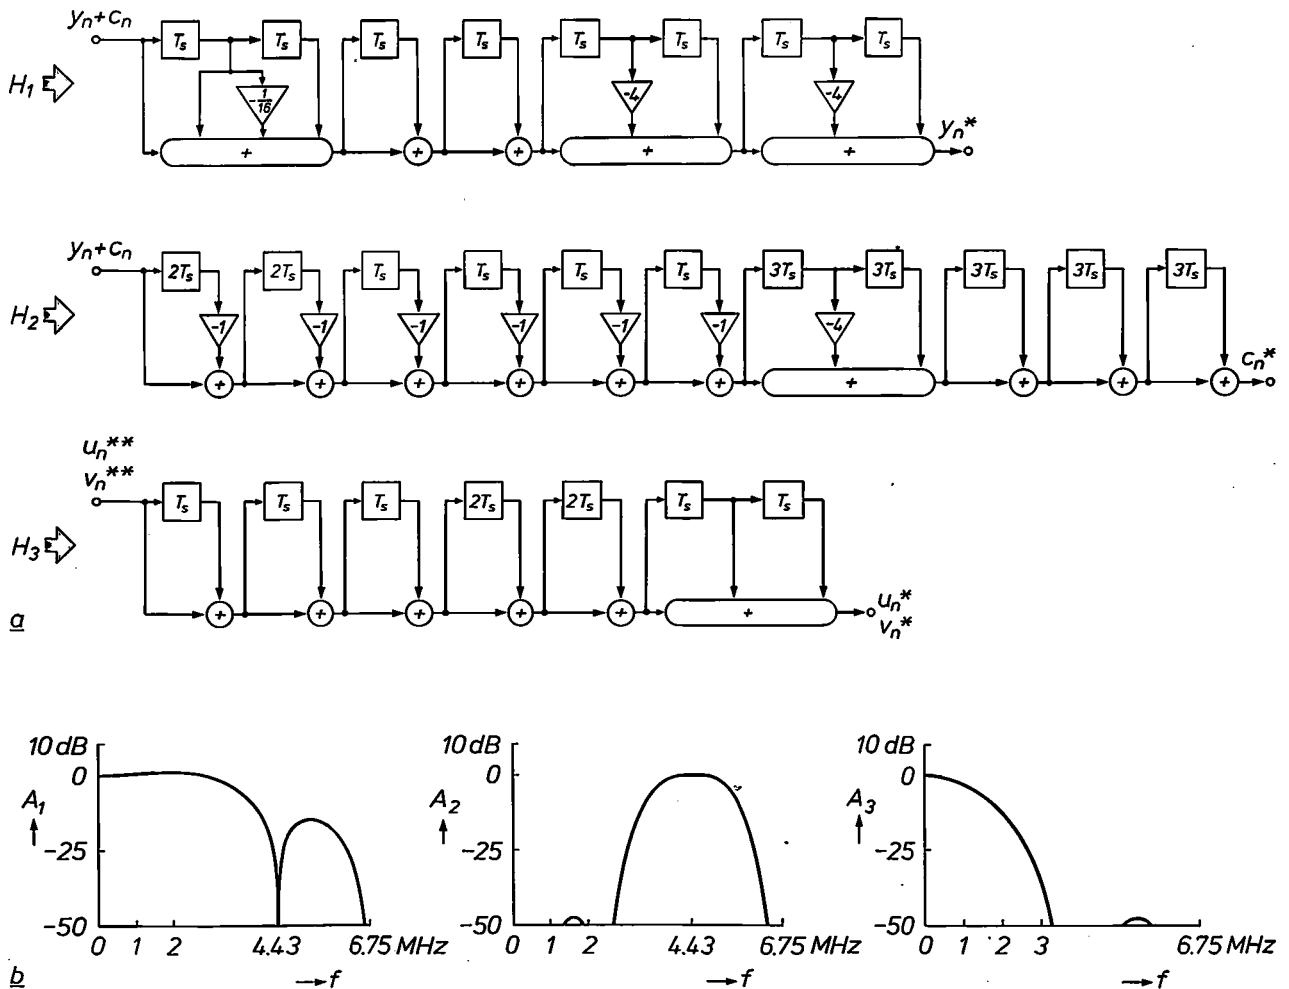 yₙ+cₙ
Tₛ Tₛ Tₛ Tₛ Tₛ Tₛ Tₛ Tₛ
H₁
-1/16 -4 -4
yₙ*
+ + + + +
yₙ+cₙ
2Tₛ 2Tₛ Tₛ Tₛ Tₛ Tₛ 3Tₛ 3Tₛ 3Tₛ 3Tₛ 3Tₛ
H₂
-1 -1 -1 -1 -1 -1 -4
cₙ*
+ + + + + + + + + +
uₙ**
vₙ**
Tₛ Tₛ Tₛ 2Tₛ 2Tₛ Tₛ Tₛ
H₃
+ + + + + +
uₙ*
vₙ*
a
10 dB
0
A₁
-25
-50
0 1 2 4.43 6.75 MHz
f
10 dB
0
A₂
-25
-50
0 1 2 4.43 6.75 MHz
f
10 dB
0
A₃
-25
-50
0 1 2 3 6.75 MHz
f
b